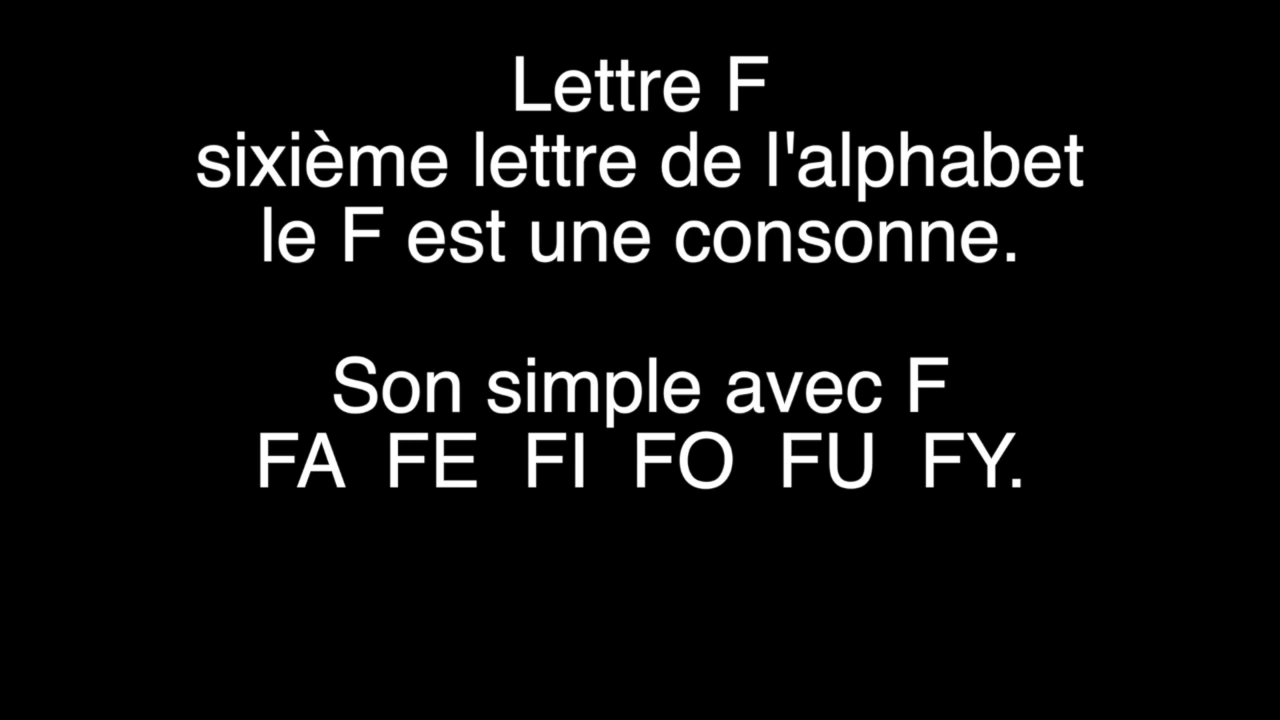 Lettre F
sixième lettre de l'alphabet
le F est une consonne.
Son simple avec F
FA FE FI FO FU FY.